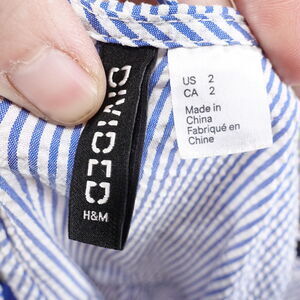 DIVIDED
H&M
US 2
CA 2
Made in
China
Fabriqué en
Chine